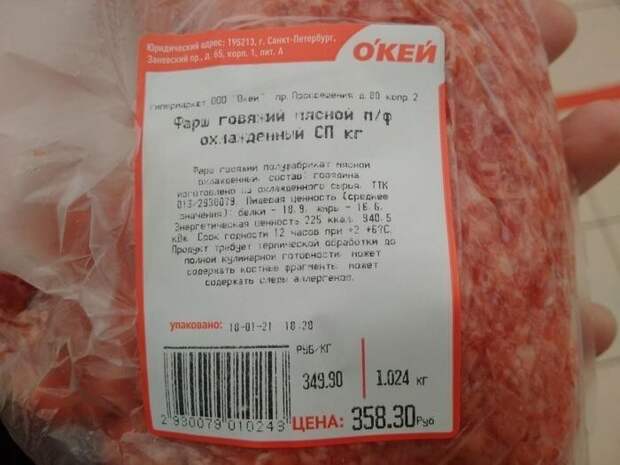 Юридический адрес: 195213, г. Санкт-Петербург,
Заневский пр., д. 65, корп. 1, лит. А
О'КЕЙ
гипермаркет ООО "Окей" пр. Просвещения д. 80 корп. 2
Фарш говяжий мясной п/ф
охлажденный СП кг
Фарш говяжий полуфабрикат мясной
охлажденный. состав: говядина
изготовлено из охлажденного сырья. ТТК
013/2930079. Пищевая ценность (среднее
значения): белки - 18.9, жиры - 16.6.
Энергетическая ценность 225 ккал, 940.5
кДж. Срок годности 12 часов при +2 +6°С.
Продукт требует термической обработки до
полной кулинарной готовности. может
содержать костные фрагменты. может
содержать следы аллергенов.
упаковано: 18-01-21 18:20
РУБ/КГ
349.90 1.024 кг
2 930079 010243
ЦЕНА: 358.30 Руб